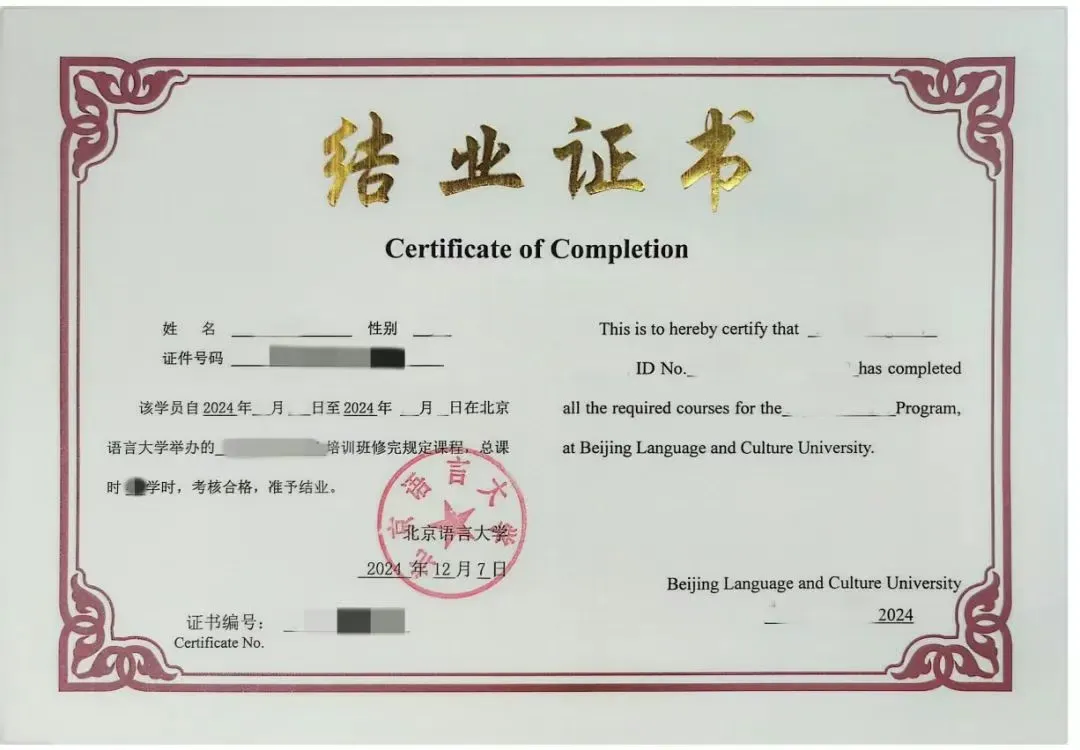 结业证书
Certificate of Completion
姓 名 性别
证件号码
该学员自2024年 月 日至2024年 月 日在北京
语言大学举办的 培训班修完规定课程，总课
时 学时，考核合格，准予结业。
北京语言大学
北京语言大学
2024 年 12 月 7 日
证书编号：
Certificate No.
This is to hereby certify that
ID No. has completed
all the required courses for the Program,
at Beijing Language and Culture University.
Beijing Language and Culture University
2024